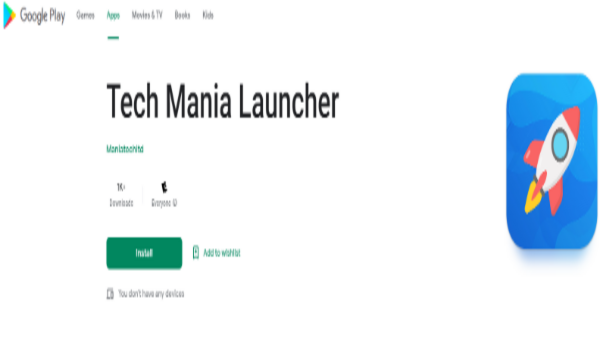 Google Play Games Apps Movies & TV Books Kids
Tech Mania Launcher
Maniatechltd
1K+
Downloads
Everyone
Install
Add to wishlist
You don't have any devices